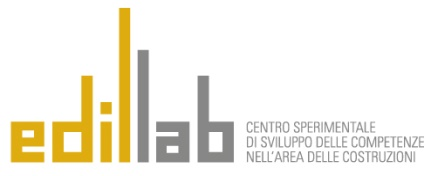 edillab
CENTRO SPERIMENTALE
DI SVILUPPO DELLE COMPETENZE
NELL'AREA DELLE COSTRUZIONI